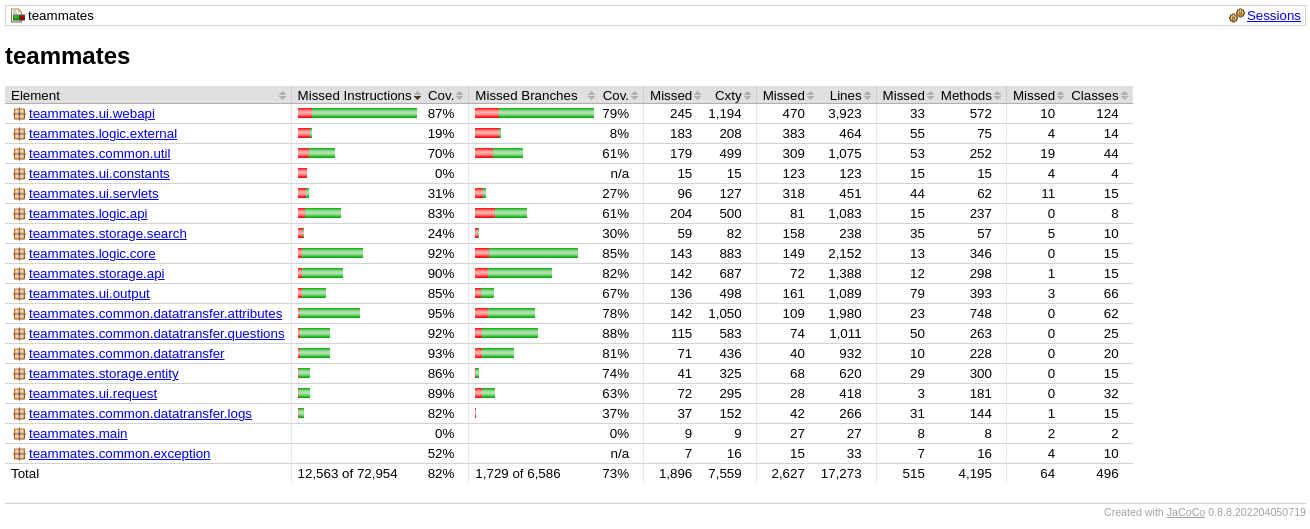 teammates Sessions
teammates
Element Missed Instructions Cov. Missed Branches Cov. Missed Cxty Missed Lines Missed Methods Missed Classes
teammates.ui.webapi 87% 79% 245 1,194 470 3,923 33 572 10 124
teammates.logic.external 19% 8% 183 208 383 464 55 75 4 14
teammates.common.util 70% 61% 179 499 309 1,075 53 252 19 44
teammates.ui.constants 0% n/a 15 15 123 123 15 15 4 4
teammates.ui.servlets 31% 27% 96 127 318 451 44 62 11 15
teammates.logic.api 83% 61% 204 500 81 1,083 15 237 0 8
teammates.storage.search 24% 30% 59 82 158 238 35 57 5 10
teammates.logic.core 92% 85% 143 883 149 2,152 13 346 0 15
teammates.storage.api 90% 82% 142 687 72 1,388 12 298 1 15
teammates.ui.output 85% 67% 136 498 161 1,089 79 393 3 66
teammates.common.datatransfer.attributes 95% 78% 142 1,050 109 1,980 23 748 0 62
teammates.common.datatransfer.questions 92% 88% 115 583 74 1,011 50 263 0 25
teammates.common.datatransfer 93% 81% 71 436 40 932 10 228 0 20
teammates.storage.entity 86% 74% 41 325 68 620 29 300 0 15
teammates.ui.request 89% 63% 72 295 28 418 3 181 0 32
teammates.common.datatransfer.logs 82% 37% 37 152 42 266 31 144 1 15
teammates.main 0% 0% 9 9 27 27 8 8 2 2
teammates.common.exception 52% n/a 7 16 15 33 7 16 4 10
Total 12,563 of 72,954 82% 1,729 of 6,586 73% 1,896 7,559 2,627 17,273 515 4,195 64 496
Created with JaCoCo 0.8.8.202204050719